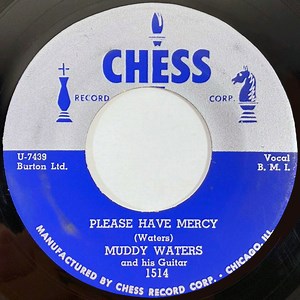 CHESS
RECORD CORP.
U-7439
Burton Ltd.
Vocal
B. M. I.
PLEASE HAVE MERCY
(Waters)
MUDDY WATERS
and his Guitar
1514
MANUFACTURED BY CHESS RECORD CORP. • CHICAGO, ILL.